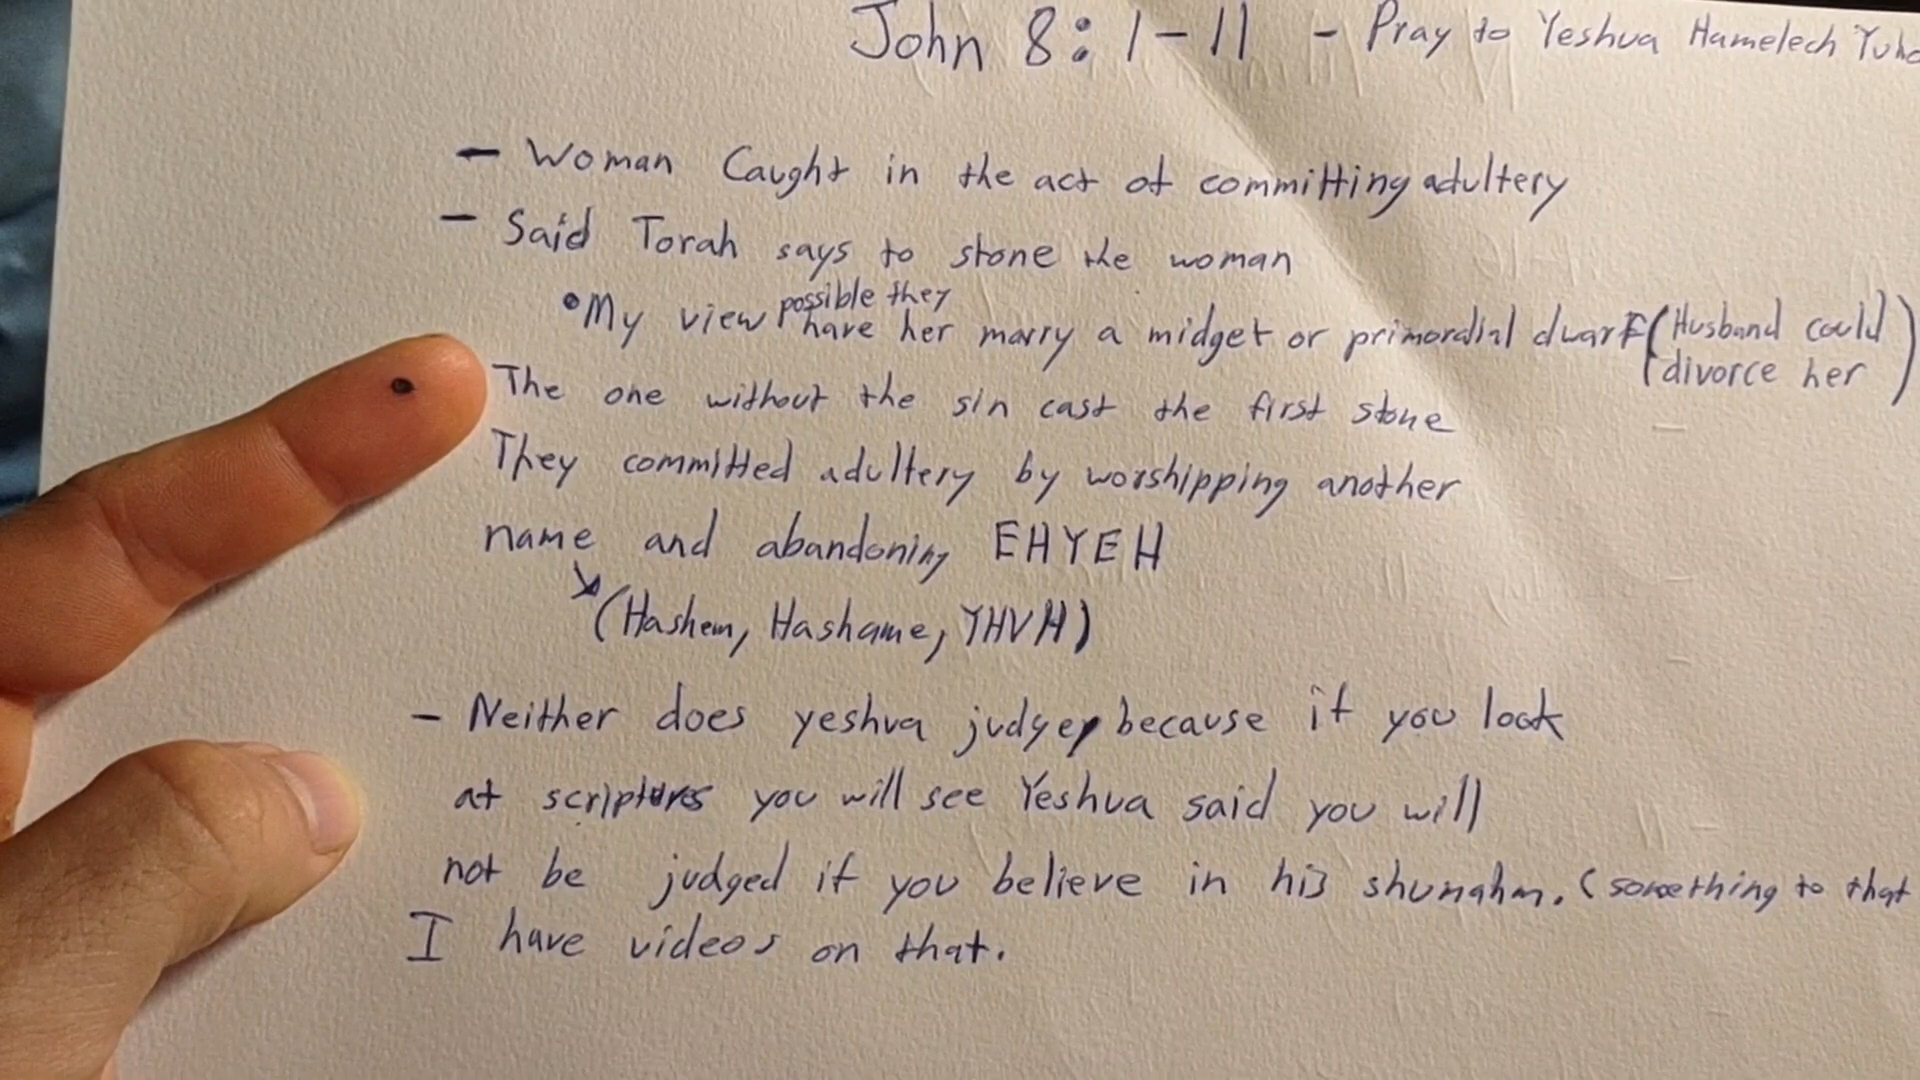 John 8:1-11 - Pray to Yeshua Hamelech
- Woman Caught in the act of committing adultery
- Said Torah says to stone the woman
•My view possible they have her marry a midget or primordial dwarf (Husband could divorce her)
The one without the sin cast the first stone
They committed adultery by worshipping another
name and abandoning EHYEH
(Hashem, Hashame, YHVH)
- Neither does yeshua judge, because if you look
at scriptures you will see Yeshua said you will
not be judged if you believe in his shunahm. (something to that
I have videos on that.